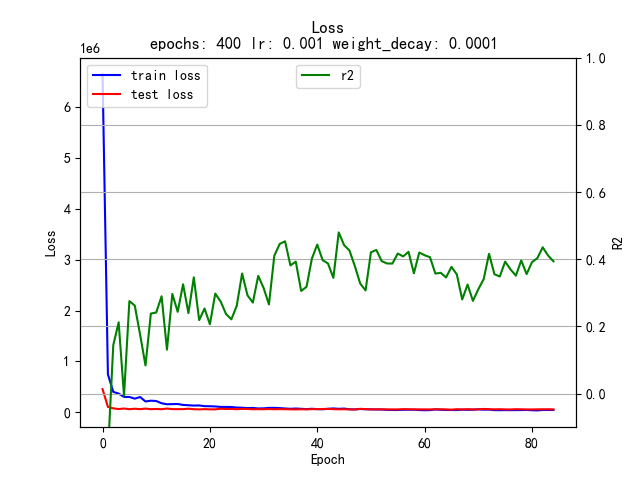 Loss
epochs: 400 lr: 0.001 weight_decay: 0.0001
1e6
train loss
test loss
r2
6
5
4
3
2
1
0
Loss
1.0
0.8
0.6
0.4
0.2
0.0
R2
0 20 40 60 80
Epoch